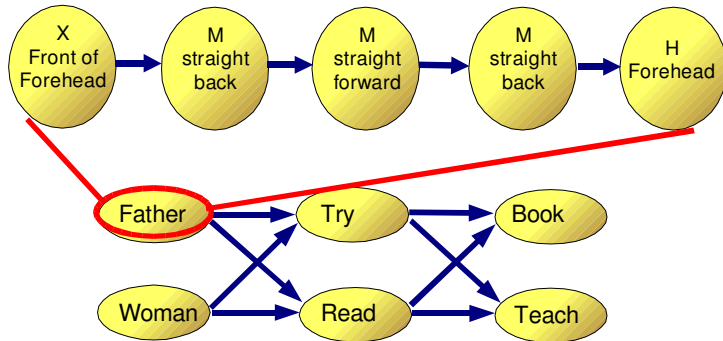 X
Front of
Forehead
M
straight
back
M
straight
forward
M
straight
back
H
Forehead
Father
Try
Book
Woman
Read
Teach